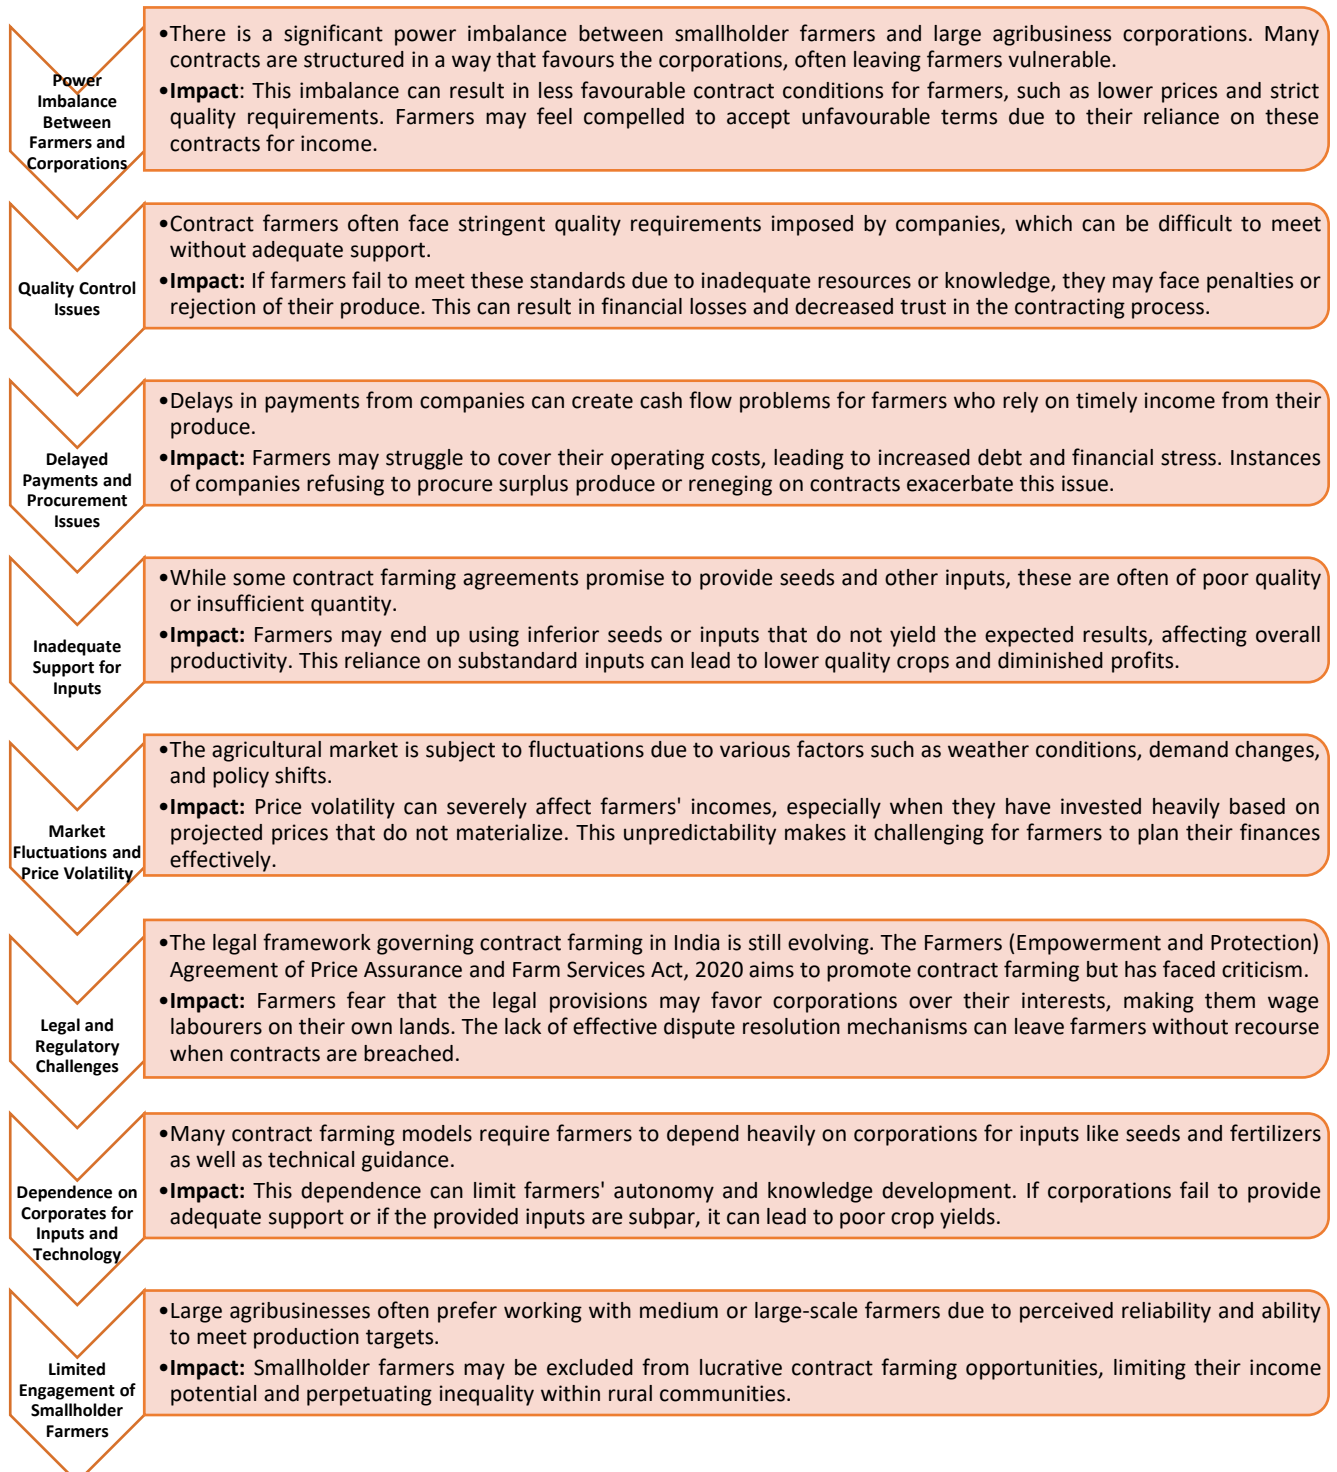 Power
Imbalance
Between
Farmers and
Corporations
•There is a significant power imbalance between smallholder farmers and large agribusiness corporations. Many
contracts are structured in a way that favours the corporations, often leaving farmers vulnerable.
•Impact: This imbalance can result in less favourable contract conditions for farmers, such as lower prices and strict
quality requirements. Farmers may feel compelled to accept unfavourable terms due to their reliance on these
contracts for income.
Quality Control
Issues
•Contract farmers often face stringent quality requirements imposed by companies, which can be difficult to meet
without adequate support.
•Impact: If farmers fail to meet these standards due to inadequate resources or knowledge, they may face penalties or
rejection of their produce. This can result in financial losses and decreased trust in the contracting process.
Delayed
Payments and
Procurement
Issues
•Delays in payments from companies can create cash flow problems for farmers who rely on timely income from their
produce.
•Impact: Farmers may struggle to cover their operating costs, leading to increased debt and financial stress. Instances
of companies refusing to procure surplus produce or reneging on contracts exacerbate this issue.
Inadequate
Support for
Inputs
•While some contract farming agreements promise to provide seeds and other inputs, these are often of poor quality
or insufficient quantity.
•Impact: Farmers may end up using inferior seeds or inputs that do not yield the expected results, affecting overall
productivity. This reliance on substandard inputs can lead to lower quality crops and diminished profits.
Market
Fluctuations and
Price Volatility
•The agricultural market is subject to fluctuations due to various factors such as weather conditions, demand changes,
and policy shifts.
•Impact: Price volatility can severely affect farmers' incomes, especially when they have invested heavily based on
projected prices that do not materialize. This unpredictability makes it challenging for farmers to plan their finances
effectively.
Legal and
Regulatory
Challenges
•The legal framework governing contract farming in India is still evolving. The Farmers (Empowerment and Protection)
Agreement of Price Assurance and Farm Services Act, 2020 aims to promote contract farming but has faced criticism.
•Impact: Farmers fear that the legal provisions may favor corporations over their interests, making them wage
labourers on their own lands. The lack of effective dispute resolution mechanisms can leave farmers without recourse
when contracts are breached.
Dependence on
Corporates for
Inputs and
Technology
•Many contract farming models require farmers to depend heavily on corporations for inputs like seeds and fertilizers
as well as technical guidance.
•Impact: This dependence can limit farmers' autonomy and knowledge development. If corporations fail to provide
adequate support or if the provided inputs are subpar, it can lead to poor crop yields.
Limited
Engagement of
Smallholder
Farmers
•Large agribusinesses often prefer working with medium or large-scale farmers due to perceived reliability and ability
to meet production targets.
•Impact: Smallholder farmers may be excluded from lucrative contract farming opportunities, limiting their income
potential and perpetuating inequality within rural communities.